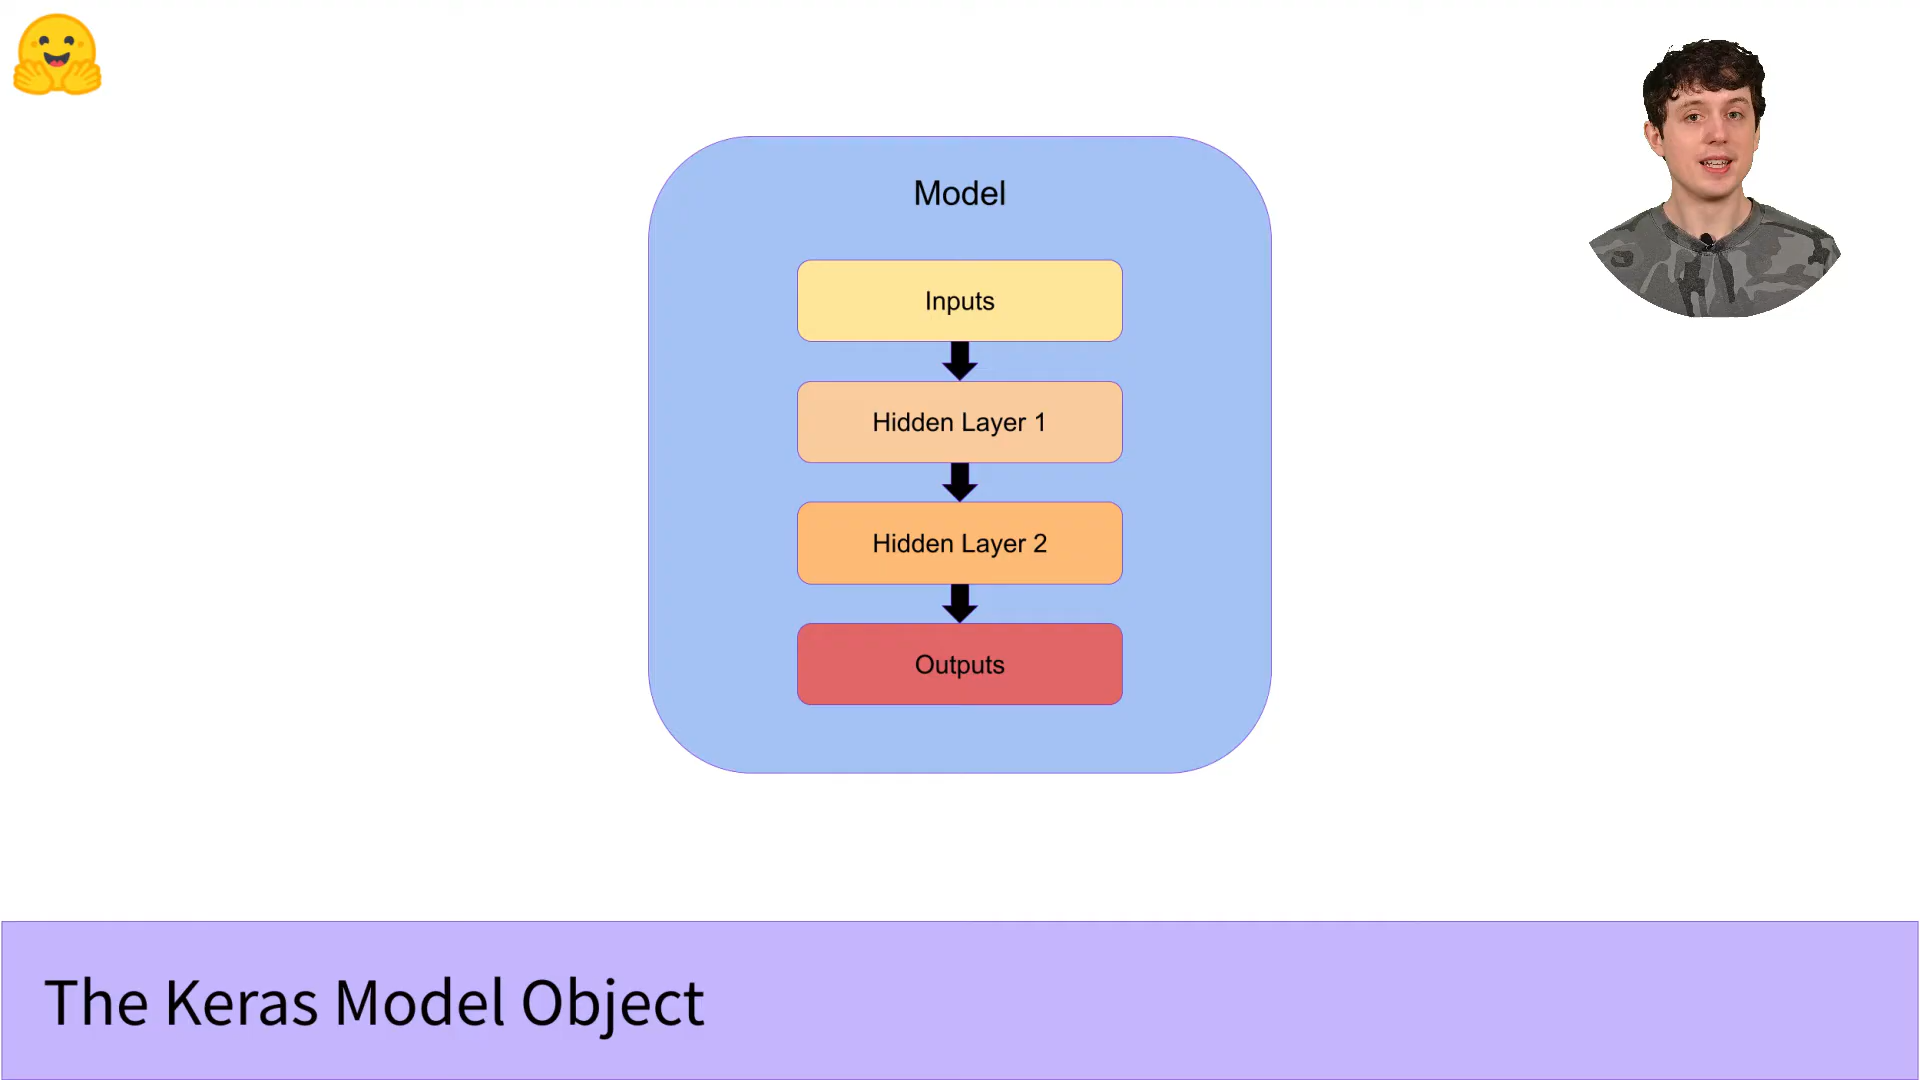 Model
Inputs
Hidden Layer 1
Hidden Layer 2
Outputs
The Keras Model Object